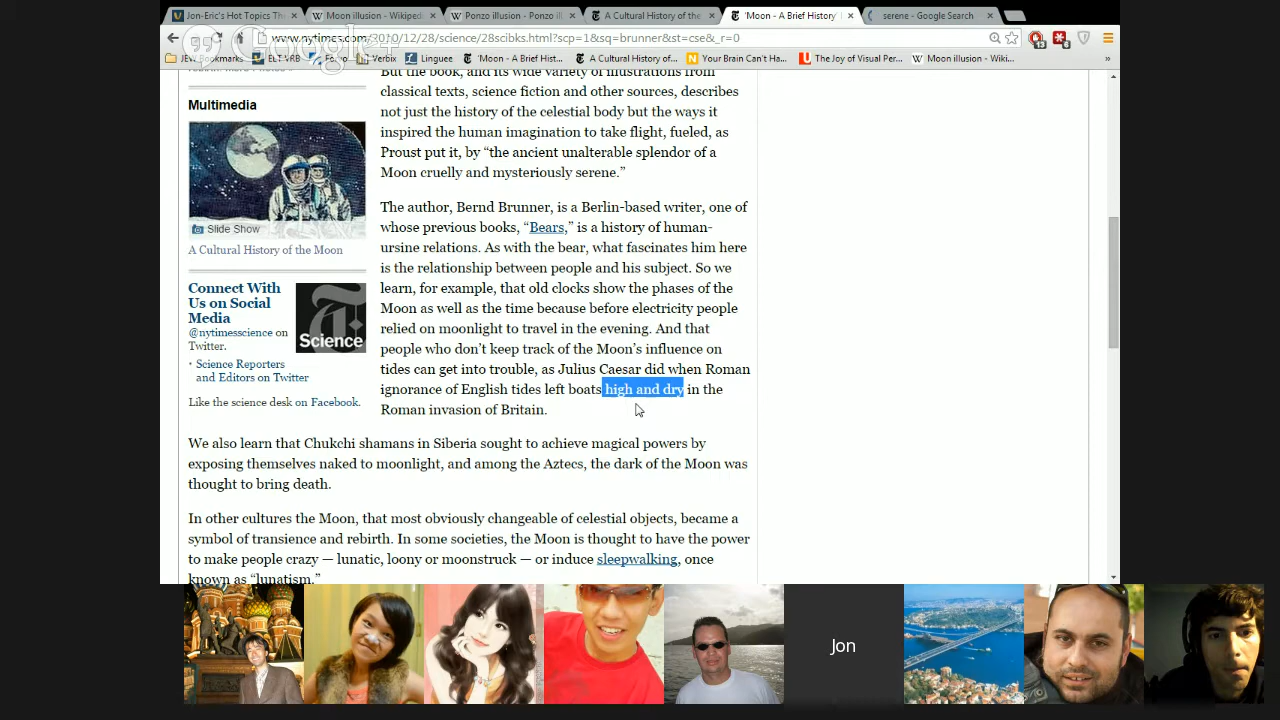 Jon-Eric's Hot Topics Th
Moon illusion - Wikiped
Ponzo illusion - Ponzo il
A Cultural History of the
'Moon - A Brief History'
serene - Google Search
Google+
www.nytimes.com/2010/12/28/science/28scibks.html?scp=1&sq=brunner&st=cse&_r=0
JEW Bookmarks
ELT VRB
Verbix
Linguee
'Moon - A Brief Hist...
A Cultural History of...
Your Brain Can't Ha...
The Joy of Visual Per...
Moon illusion - Wiki...
»
But the book, and its wide variety of illustrations from
classical texts, science fiction and other sources, describes
not just the history of the celestial body but the ways it
inspired the human imagination to take flight, fueled, as
Proust put it, by “the ancient unalterable splendor of a
Moon cruelly and mysteriously serene.”
Multimedia
Slide Show
A Cultural History of the Moon
The author, Bernd Brunner, is a Berlin-based writer, one of
whose previous books, “Bears,” is a history of human-
ursine relations. As with the bear, what fascinates him here
is the relationship between people and his subject. So we
learn, for example, that old clocks show the phases of the
Moon as well as the time because before electricity people
relied on moonlight to travel in the evening. And that
people who don’t keep track of the Moon’s influence on
tides can get into trouble, as Julius Caesar did when Roman
ignorance of English tides left boats high and dry in the
Roman invasion of Britain.
Connect With
Us on Social
Media
@nytimesscience on
Twitter.
Science
• Science Reporters
and Editors on Twitter
Like the science desk on Facebook.
We also learn that Chukchi shamans in Siberia sought to achieve magical powers by
exposing themselves naked to moonlight, and among the Aztecs, the dark of the Moon was
thought to bring death.
In other cultures the Moon, that most obviously changeable of celestial objects, became a
symbol of transience and rebirth. In some societies, the Moon is thought to have the power
to make people crazy — lunatic, loony or moonstruck — or induce sleepwalking, once
known as “lunatism.”
Jon